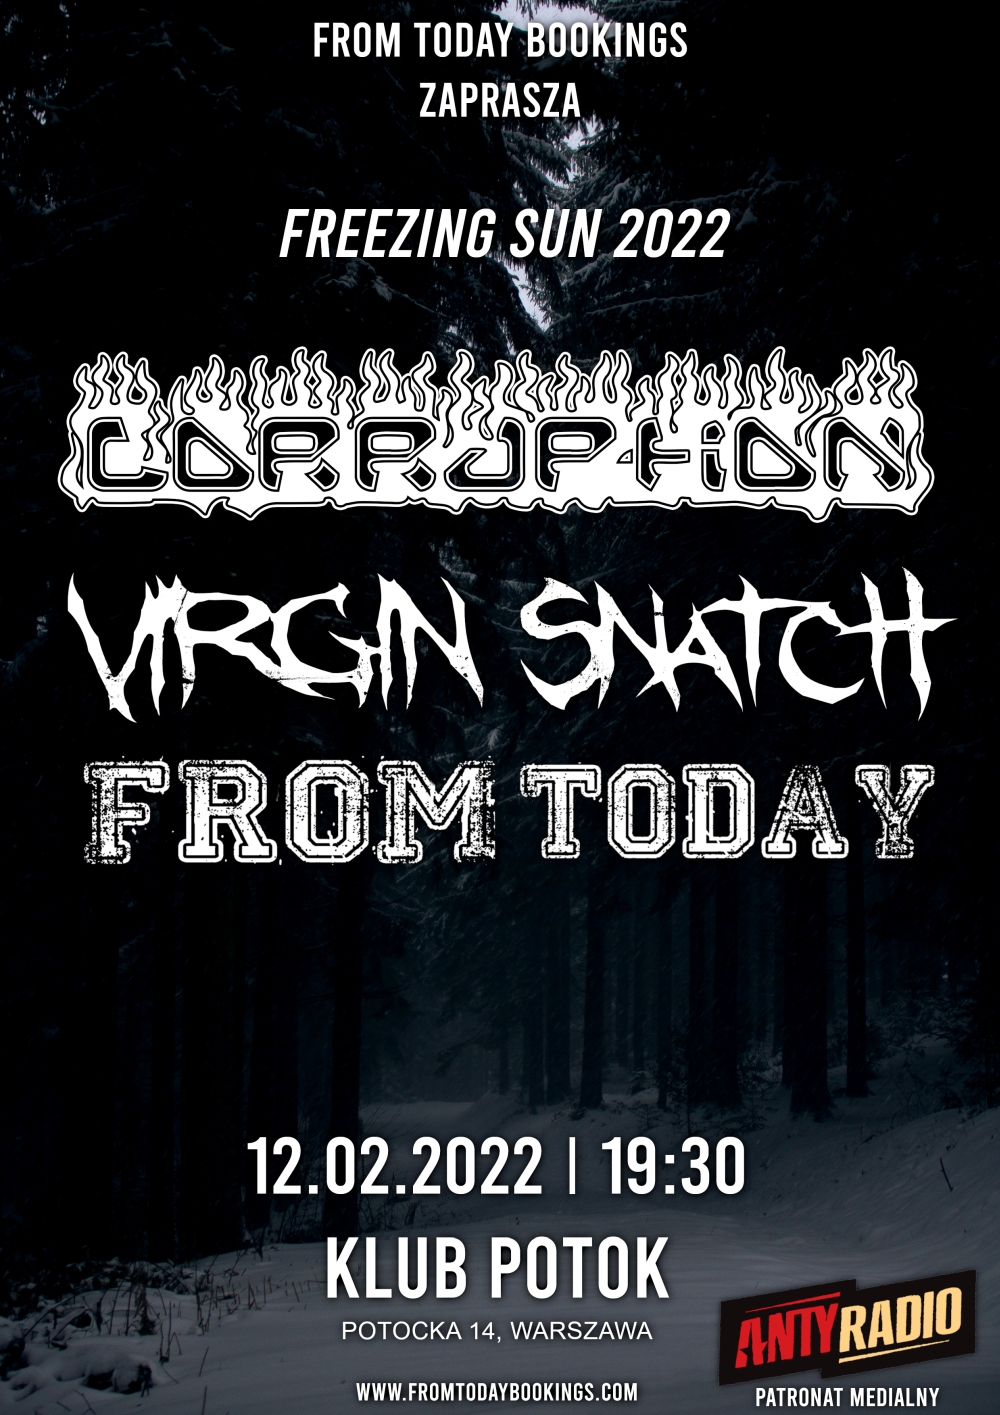 FROM TODAY BOOKINGS
ZAPRASZA
FREEZING SUN 2022
CORRUPTION
VIRGIN SNATCH
FROM TODAY
12.02.2022 | 19:30
KLUB POTOK
POTOCKA 14, WARSZAWA
ANTYRADIO
WWW.FROMTODAYBOOKINGS.COM
PATRONAT MEDIALNY